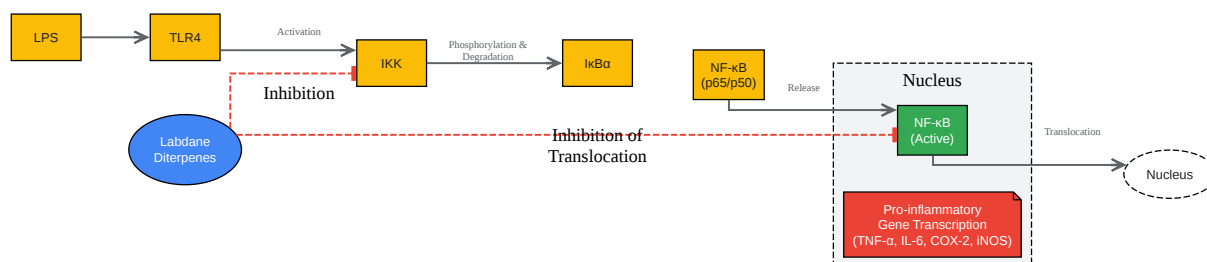 LPS
TLR4
Activation
IKK
Phosphorylation &
Degradation
IκBα
NF-κB
(p65/p50)
Release
Nucleus
NF-κB
(Active)
Translocation
Nucleus
Inhibition
Labdane
Diterpenes
Inhibition of
Translocation
Pro-inflammatory
Gene Transcription
(TNF-α, IL-6, COX-2, iNOS)